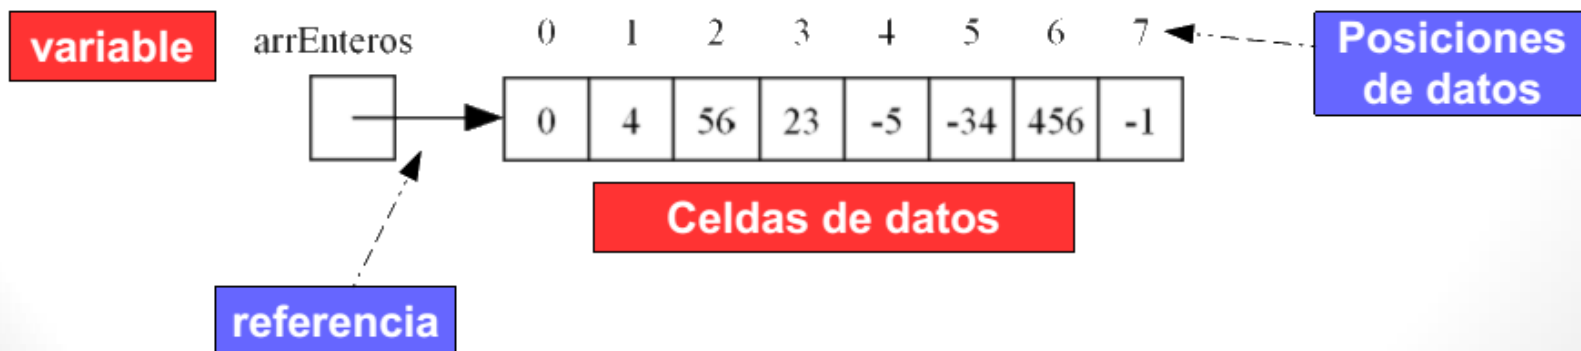 variable
arrEnteros
0 1 2 3 4 5 6 7
Posiciones
de datos
0 4 56 23 -5 -34 456 -1
Celdas de datos
referencia